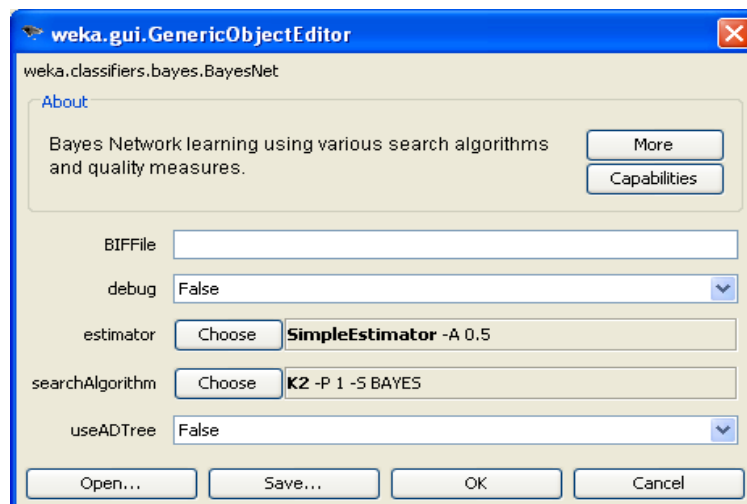 weka.gui.GenericObjectEditor
weka.classifiers.bayes.BayesNet
About
Bayes Network learning using various search algorithms
and quality measures.
More
Capabilities
BIFFile
debug False
estimator Choose SimpleEstimator -A 0.5
searchAlgorithm Choose K2 -P 1 -S BAYES
useADTree False
Open... Save... OK Cancel